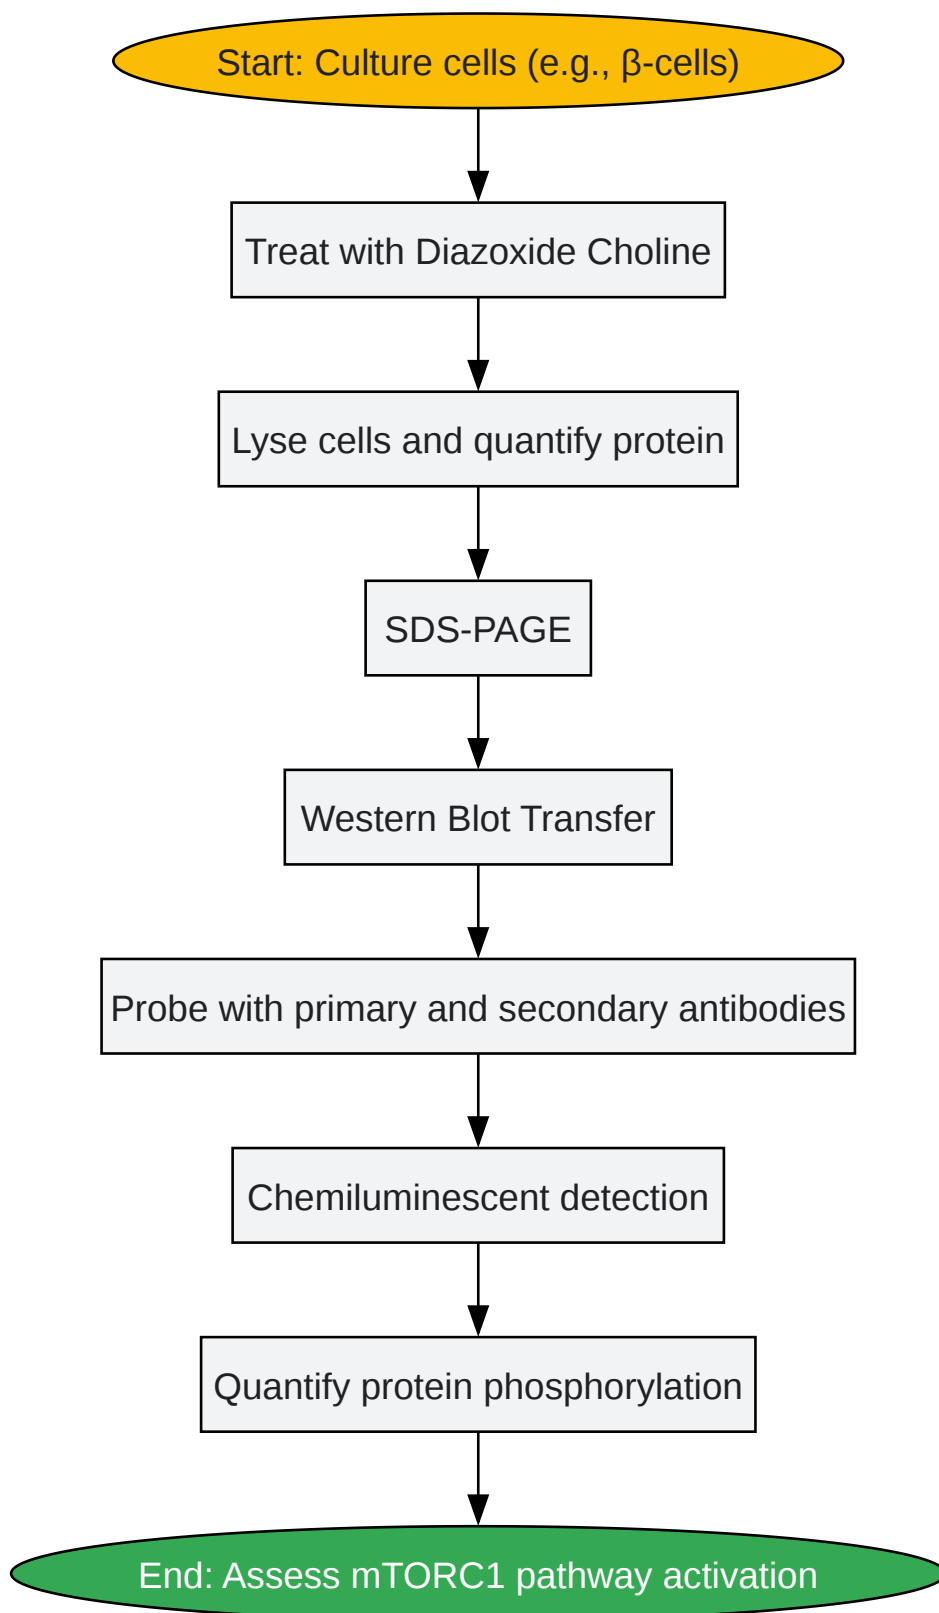 Start: Culture cells (e.g., β-cells)
Treat with Diazoxide Choline
Lyse cells and quantify protein
SDS-PAGE
Western Blot Transfer
Probe with primary and secondary antibodies
Chemiluminescent detection
Quantify protein phosphorylation
End: Assess mTORC1 pathway activation